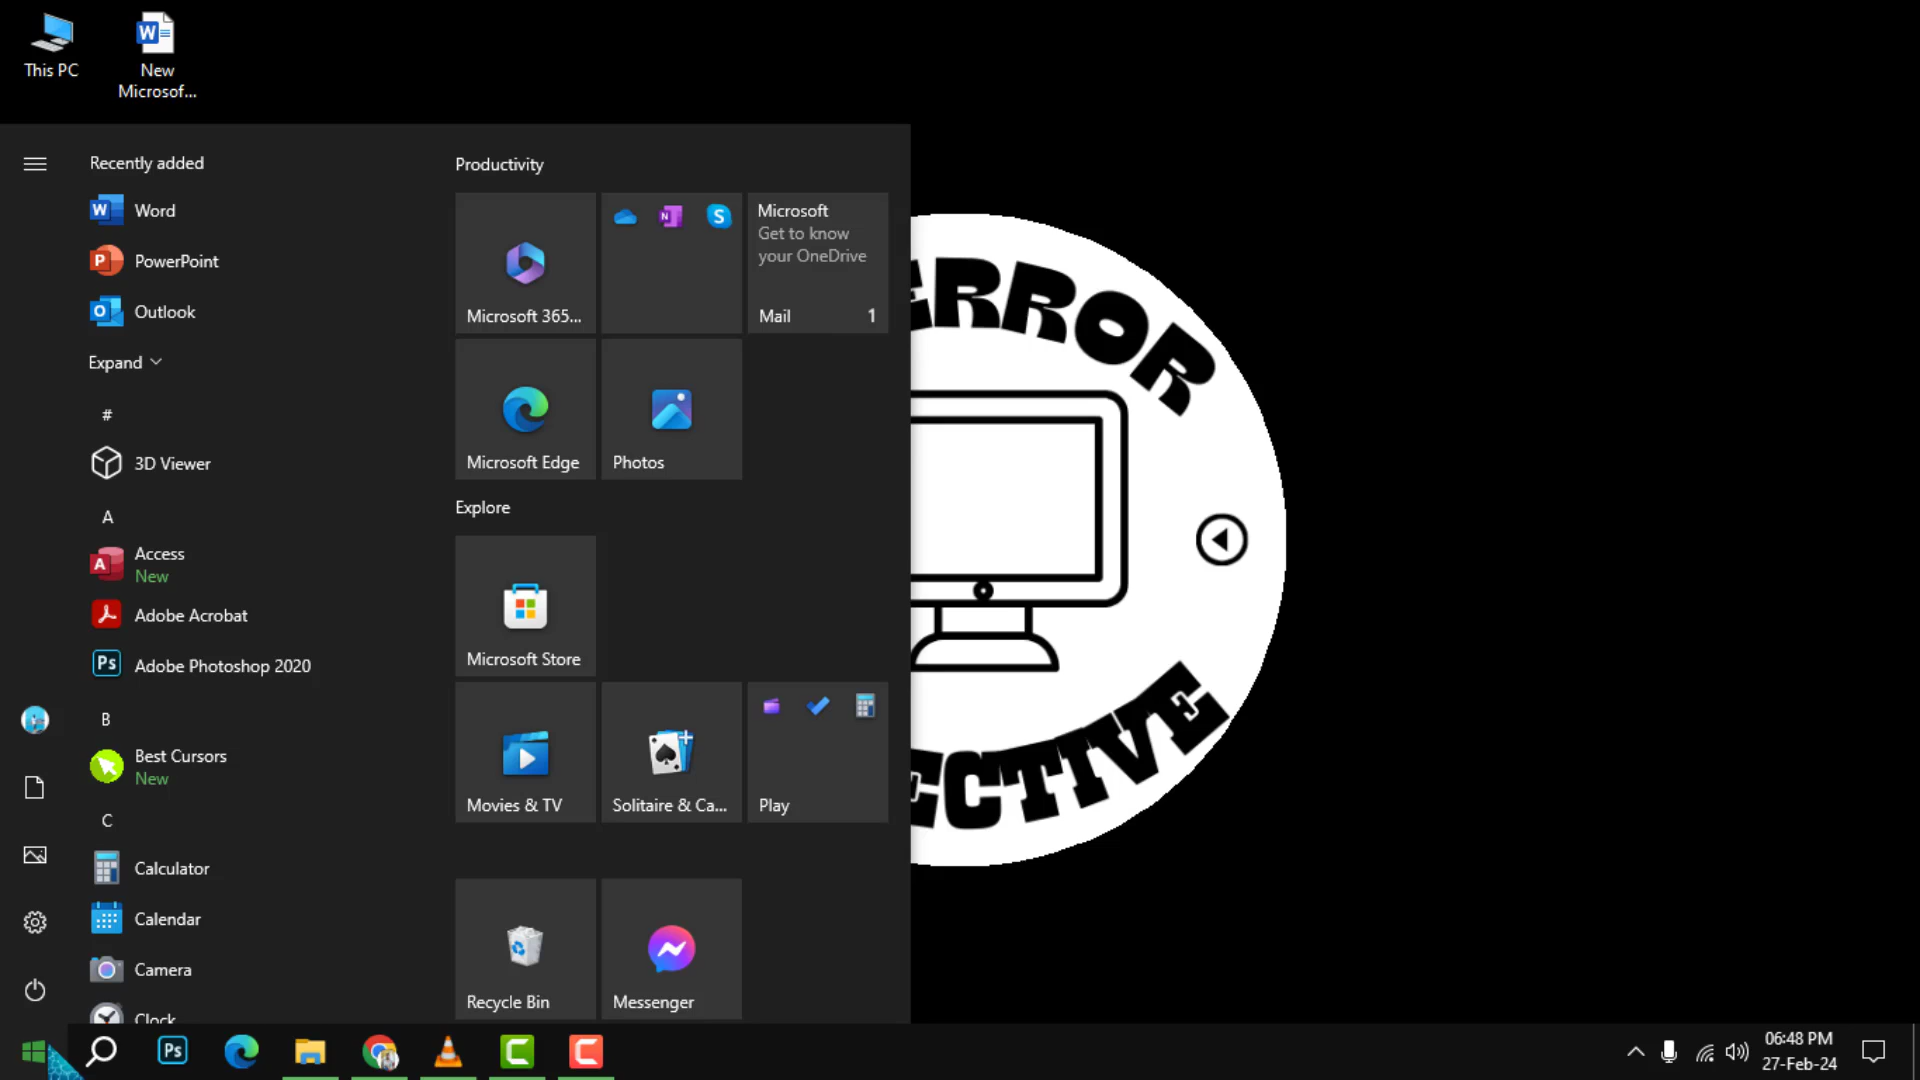 This PC
New
Microsof...
Recently added
Word
PowerPoint
Outlook
Expand
#
3D Viewer
A
Access
New
Adobe Acrobat
Adobe Photoshop 2020
B
Best Cursors
New
C
Calculator
Calendar
Camera
Clock
Productivity
Microsoft 365...
Microsoft
Get to know
your OneDrive
Mail 1
Microsoft Edge
Photos
Explore
Microsoft Store
Movies & TV
Solitaire & Ca...
Play
Recycle Bin
Messenger
ERROR
ECTIVE
Ps
06:48 PM
27-Feb-24